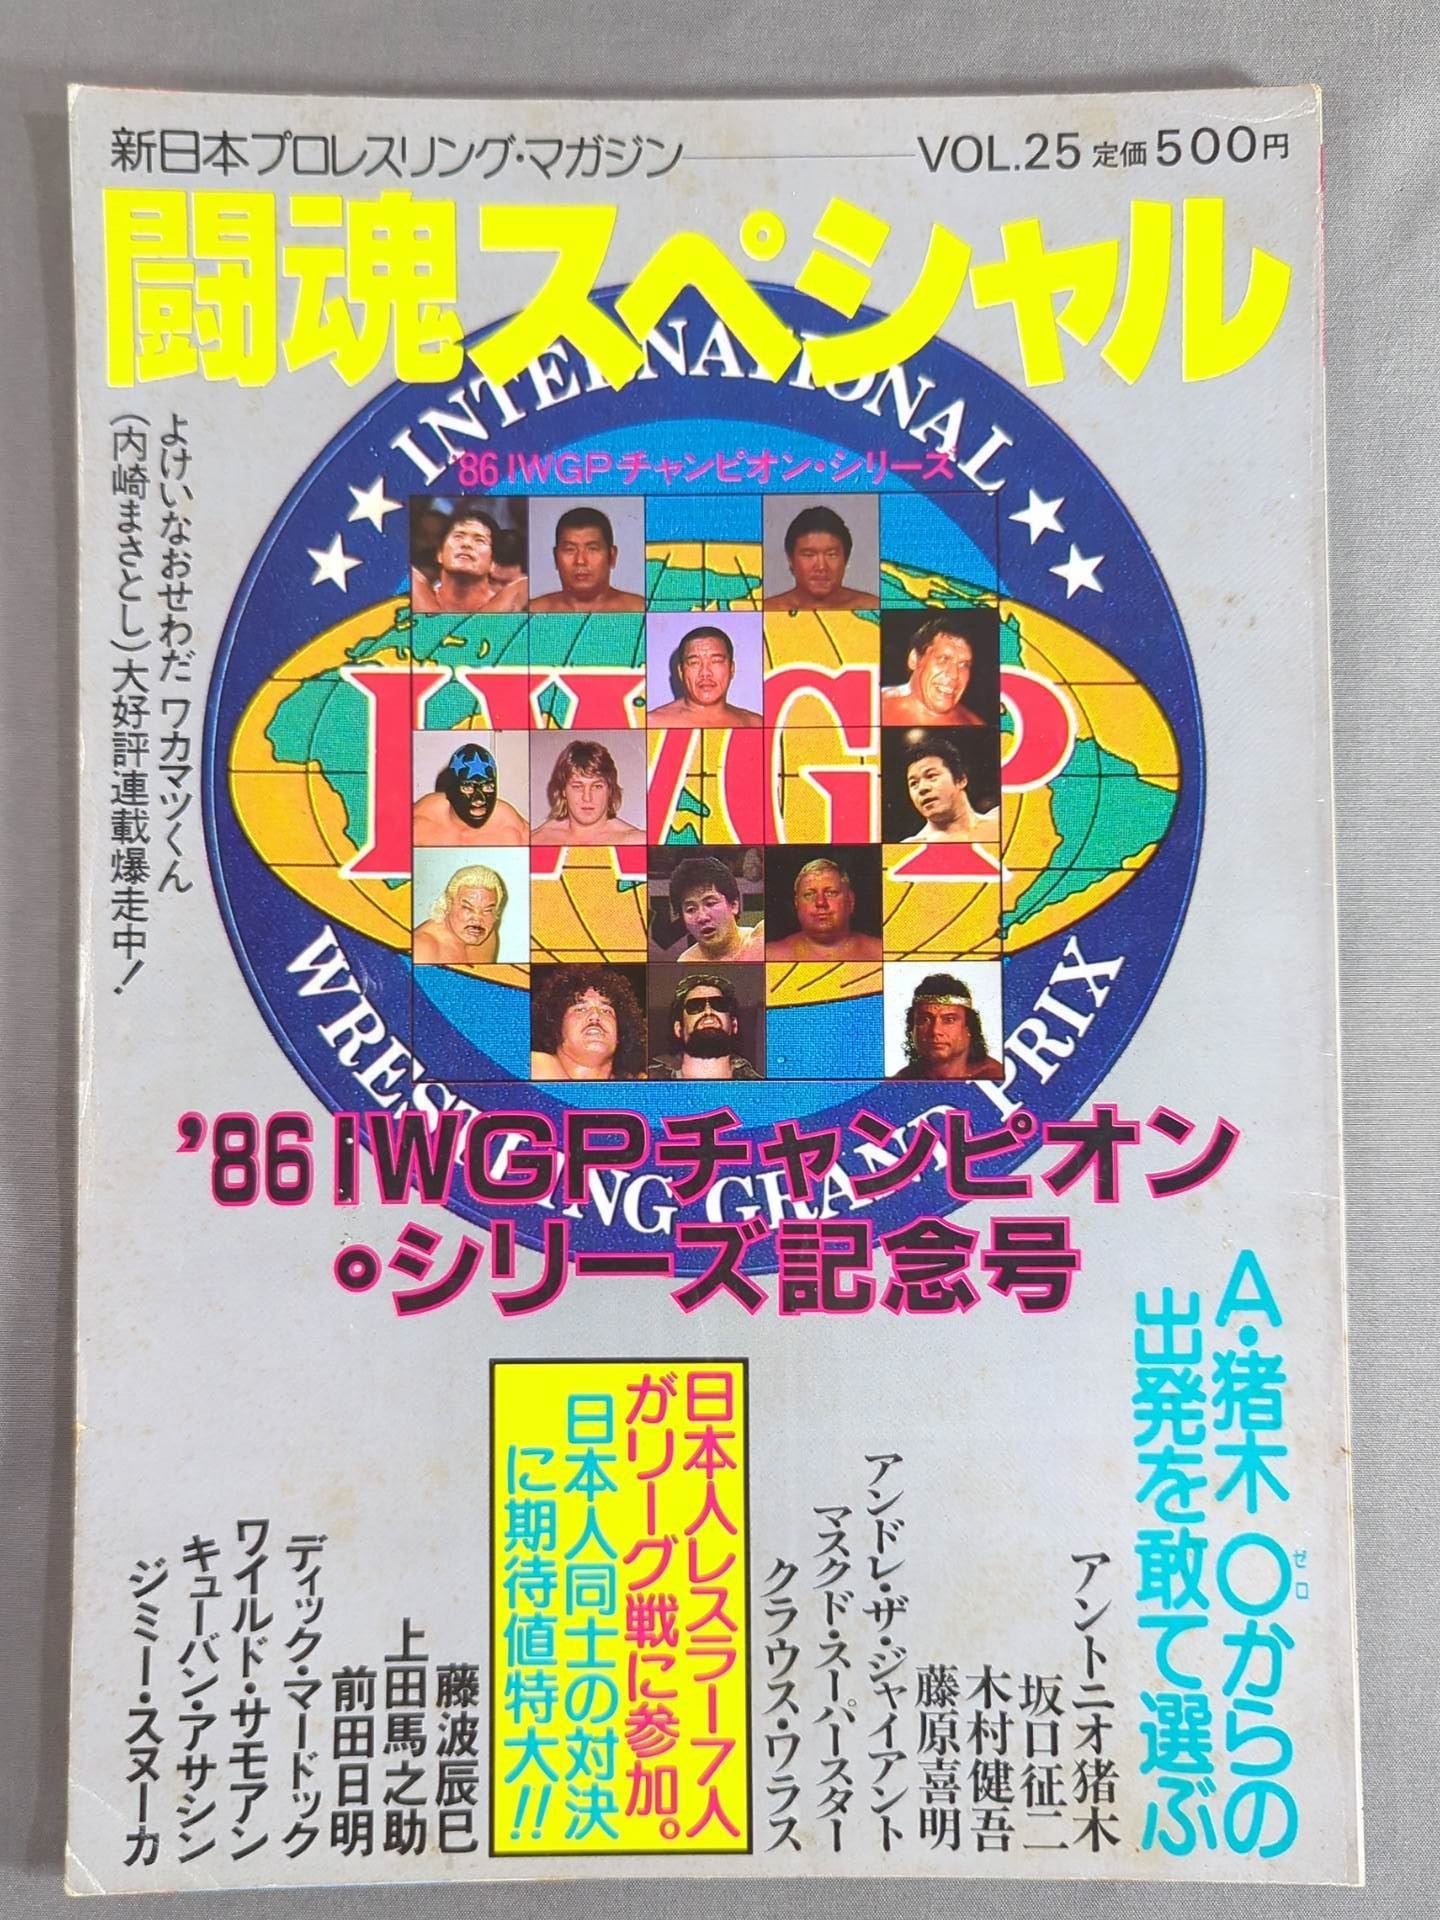 新日本プロレスリング・マガジン VOL.25 定価500円
闘魂スペシャル
INTERNATIONAL
'86 IWGPチャンピオン・シリーズ
IWGP
WRESTLING GRAND PRIX
よけいなおせわだ ワカマツくん
(内崎まさとし)大好評連載爆走中!
'86 IWGPチャンピオン
・シリーズ記念号
A・猪木 〇からの
ゼロ
出発を敢て選ぶ
アントニオ猪木
坂口征二
木村健吾
藤原喜明
アンドレ・ザ・ジャイアント
マスクド・スーパースター
クラウス・ワラス
日本人レスラー7人
がリーグ戦に参加。
日本人同士の対決
に期待値特大!!
藤波辰巳
上田馬之助
前田日明
ディック・マードック
ワイルド・サモアン
キューバン・アサシン
ジミー・スヌーカ